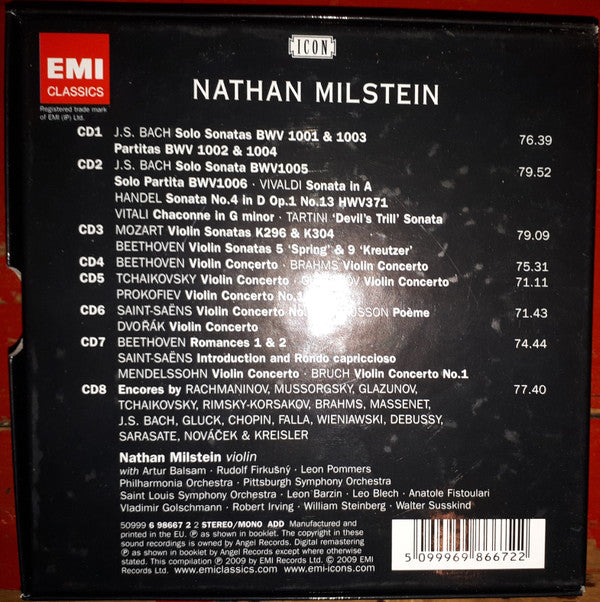 ICON
EMI
CLASSICS
Registered trade mark
of EMI (IP) Ltd.
NATHAN MILSTEIN
CD1 J.S. BACH Solo Sonatas BWV 1001 & 1003
Partitas BWV 1002 & 1004 76.39
CD2 J.S. BACH Solo Sonata BWV1005
Solo Partita BWV1006 · VIVALDI Sonata in A 79.52
HANDEL Sonata No.4 in D Op.1 No.13 HWV371
VITALI Chaconne in G minor · TARTINI 'Devil's Trill' Sonata
CD3 MOZART Violin Sonatas K296 & K304
BEETHOVEN Violin Sonatas 5 'Spring' & 9 'Kreutzer' 79.09
CD4 BEETHOVEN Violin Concerto · BRAHMS Violin Concerto 75.31
CD5 TCHAIKOVSKY Violin Concerto · Violin Concerto 71.11
PROKOFIEV Violin Concerto No.1
CD6 SAINT-SAËNS Violin Concerto Poème 71.43
DVOŘÁK Violin Concerto
CD7 BEETHOVEN Romances 1 & 2 74.44
SAINT-SAËNS Introduction and Rondo capriccioso
MENDELSSOHN Violin Concerto · BRUCH Violin Concerto No.1
CD8 Encores by RACHMANINOV, MUSSORGSKY, GLAZUNOV, 77.40
TCHAIKOVSKY, RIMSKY-KORSAKOV, BRAHMS, MASSENET,
J.S. BACH, GLUCK, CHOPIN, FALLA, WIENIAWSKI, DEBUSSY,
SARASATE, NOVÁČEK & KREISLER
Nathan Milstein violin
with Artur Balsam · Rudolf Firkušný · Leon Pommers
Philharmonia Orchestra · Pittsburgh Symphony Orchestra
Saint Louis Symphony Orchestra · Leon Barzin · Leo Blech · Anatole Fistoulari
Vladimir Golschmann · Robert Irving · William Steinberg · Walter Susskind
50999 6 98667 2 2 STEREO/MONO ADD Manufactured and
printed in the EU. ℗ as shown in booklet. The copyright in these
sound recordings is owned by Angel Records. Digital remastering
℗ as shown in booklet by Angel Records except where otherwise
stated. This compilation ℗ 2009 by EMI Records Ltd. © 2009 EMI
Records Ltd. www.emiclassics.com www.emi-icons.com
5 099969 866722